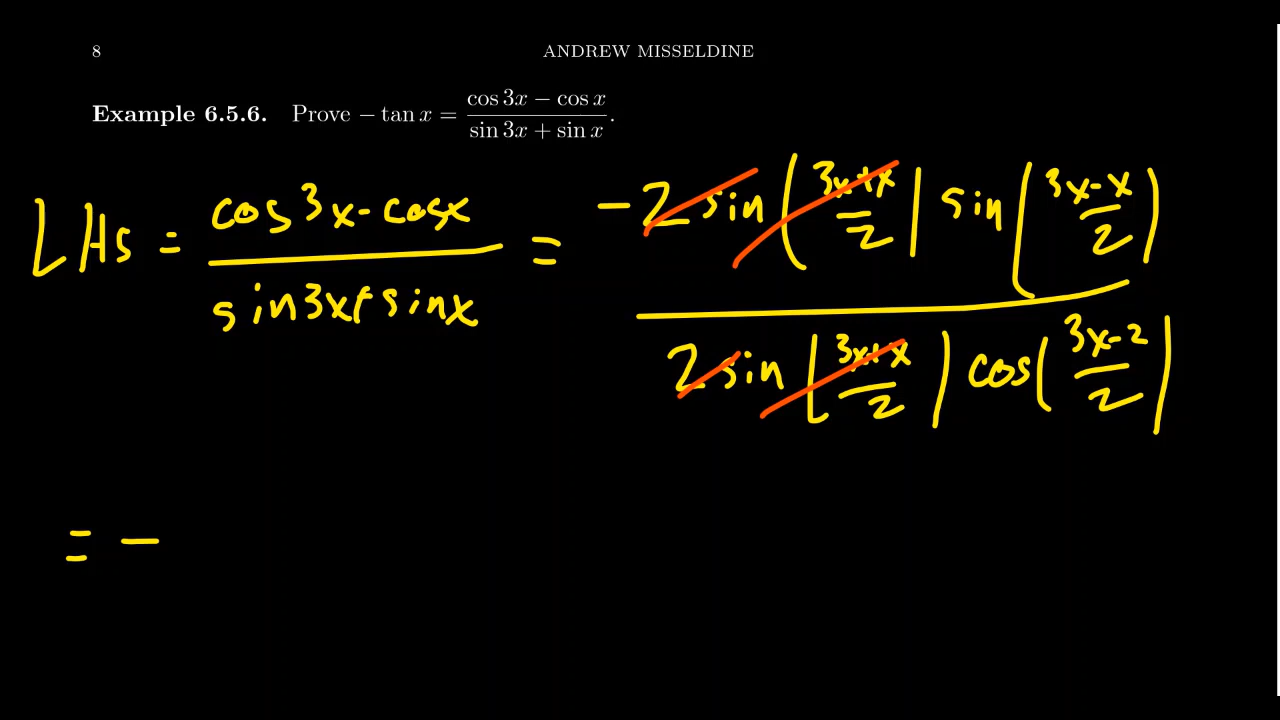 8 ANDREW MISSELDINE
Example 6.5.6. Prove − tan x = (cos 3x − cos x)/(sin 3x + sin x).
LHS = (cos 3x - cos x)/(sin 3x + sin x) = (-2 sin((3x+x)/2) sin((3x-x)/2))/(2 sin((3x+x)/2) cos((3x-2)/2))
= -